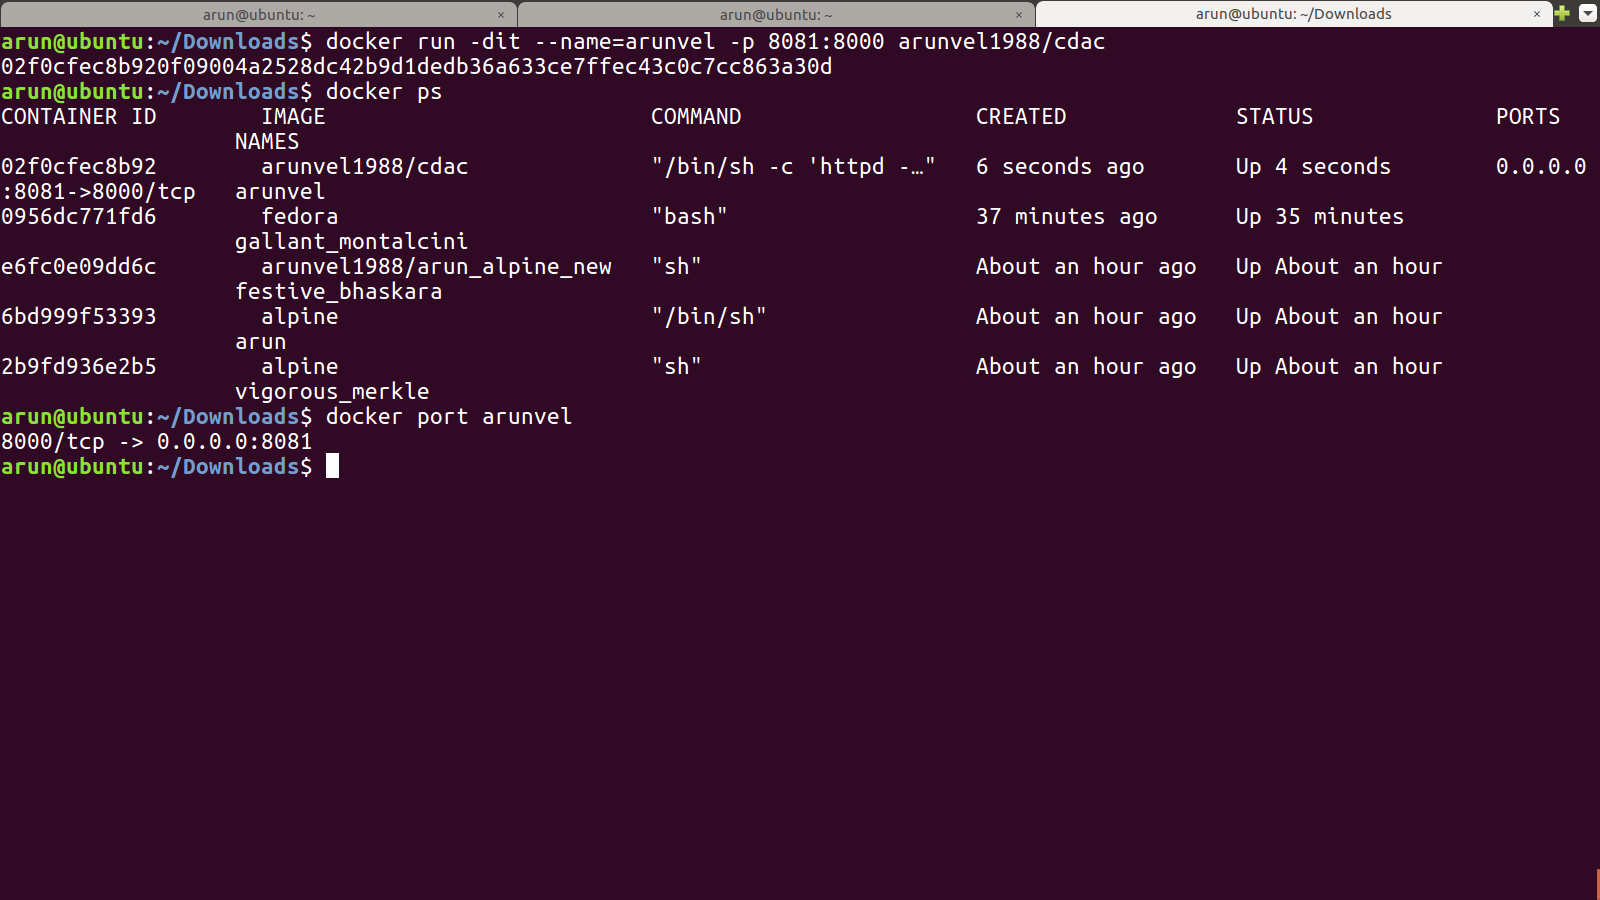 arun@ubuntu: ~ × arun@ubuntu: ~ × arun@ubuntu: ~/Downloads ×
arun@ubuntu:~/Downloads$ docker run -dit --name=arunvel -p 8081:8000 arunvel1988/cdac
02f0cfec8b920f09004a2528dc42b9d1dedb36a633ce7ffec43c0c7cc863a30d
arun@ubuntu:~/Downloads$ docker ps
CONTAINER ID        IMAGE                         COMMAND                  CREATED             STATUS              PORTS
                  NAMES
02f0cfec8b92        arunvel1988/cdac              "/bin/sh -c 'httpd -…"   6 seconds ago       Up 4 seconds        0.0.0.0
:8081->8000/tcp   arunvel
0956dc771fd6        fedora                        "bash"                   37 minutes ago      Up 35 minutes
                  gallant_montalcini
e6fc0e09dd6c        arunvel1988/arun_alpine_new   "sh"                     About an hour ago   Up About an hour
                  festive_bhaskara
6bd999f53393        alpine                        "/bin/sh"                About an hour ago   Up About an hour
                  arun
2b9fd936e2b5        alpine                        "sh"                     About an hour ago   Up About an hour
                  vigorous_merkle
arun@ubuntu:~/Downloads$ docker port arunvel
8000/tcp -> 0.0.0.0:8081
arun@ubuntu:~/Downloads$